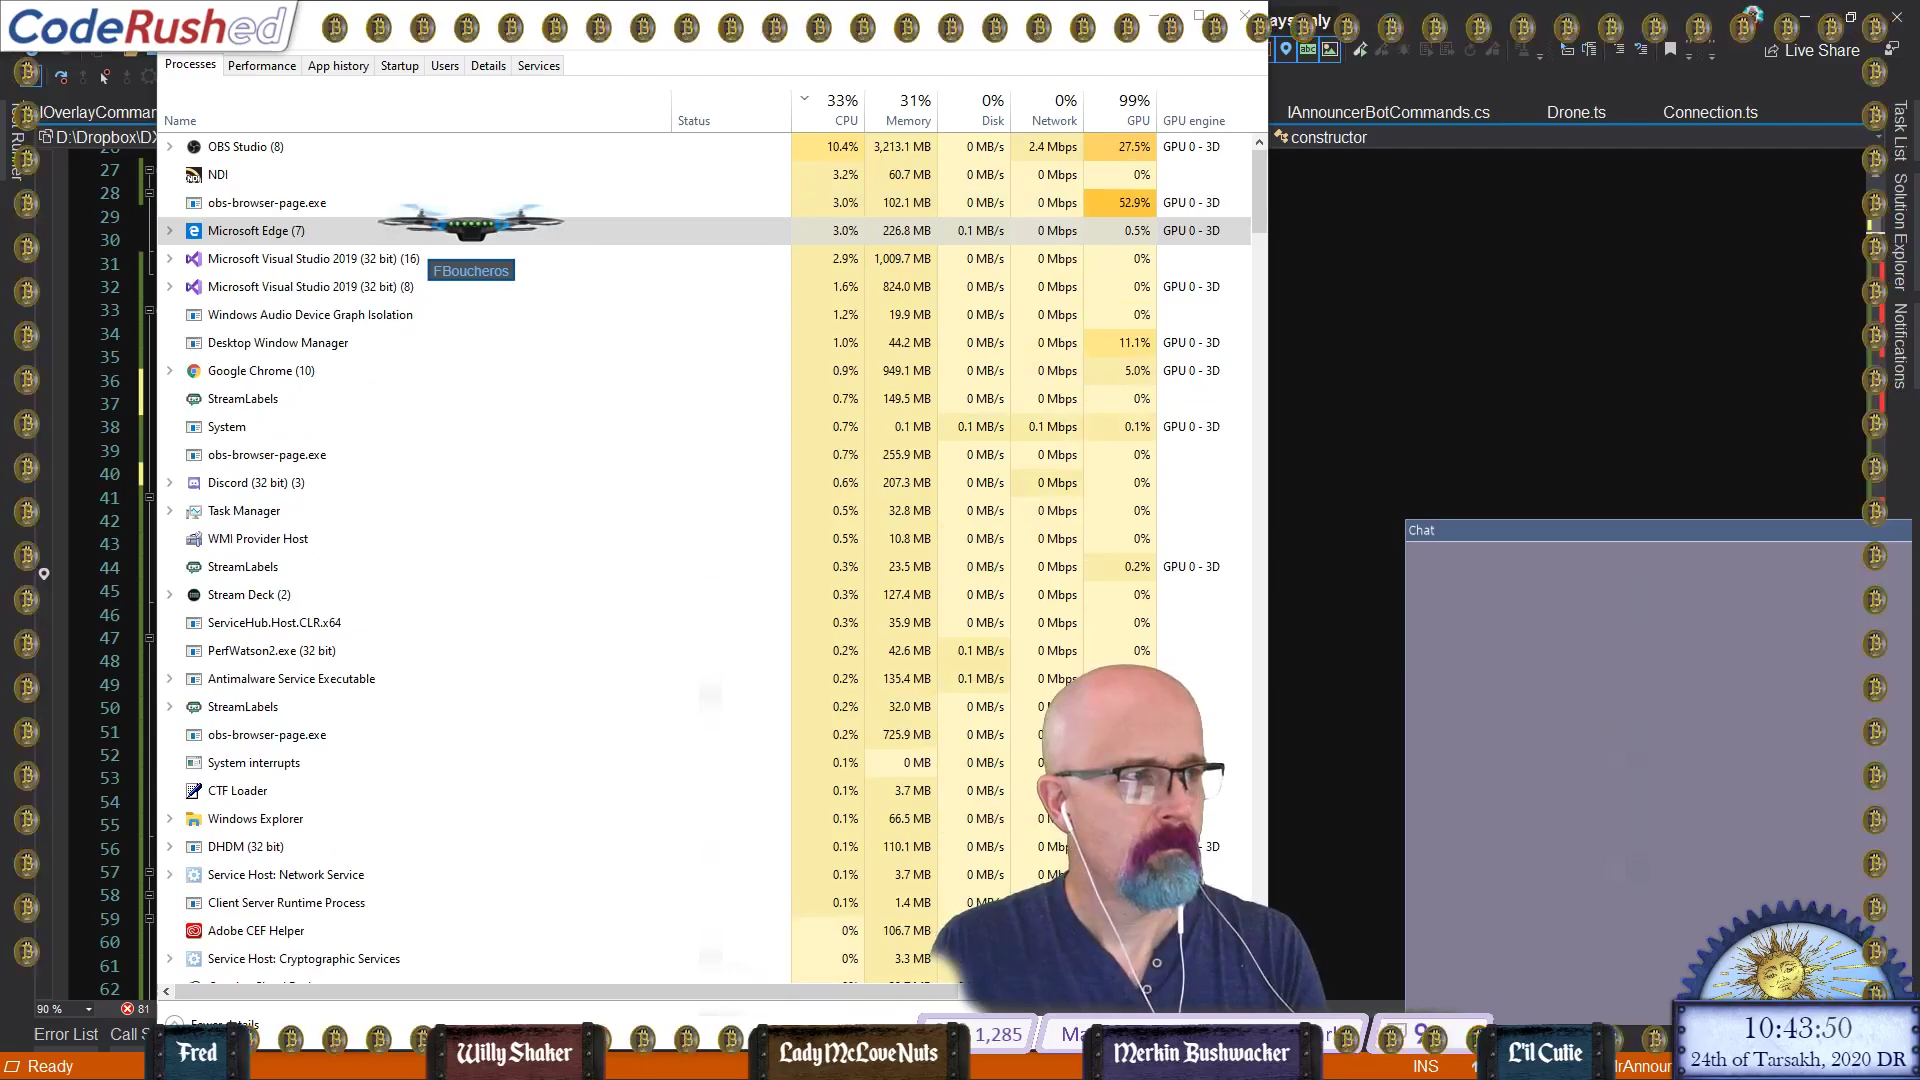 CodeRushed
Live Share
Processes Performance App history Startup Users Details Services
IOverlayComman
D:\Dropbox\DX
IAnnouncerBotCommands.cs Drone.ts Connection.ts
constructor
33% 31% 0% 0% 99%
Name Status CPU Memory Disk Network GPU GPU engine
OBS Studio (8) 10.4% 3,213.1 MB 0 MB/s 2.4 Mbps 27.5% GPU 0 - 3D
NDI 3.2% 60.7 MB 0 MB/s 0 Mbps 0%
obs-browser-page.exe 3.0% 102.1 MB 0 MB/s 0 Mbps 52.9% GPU 0 - 3D
Microsoft Edge (7) 3.0% 226.8 MB 0.1 MB/s 0 Mbps 0.5% GPU 0 - 3D
Microsoft Visual Studio 2019 (32 bit) (16) 2.9% 1,009.7 MB 0 MB/s 0 Mbps 0%
FBoucheros
Microsoft Visual Studio 2019 (32 bit) (8) 1.6% 824.0 MB 0 MB/s 0 Mbps 0% GPU 0 - 3D
Windows Audio Device Graph Isolation 1.2% 19.9 MB 0 MB/s 0 Mbps 0%
Desktop Window Manager 1.0% 44.2 MB 0 MB/s 0 Mbps 11.1% GPU 0 - 3D
Google Chrome (10) 0.9% 949.1 MB 0 MB/s 0 Mbps 5.0% GPU 0 - 3D
StreamLabels 0.7% 149.5 MB 0 MB/s 0 Mbps 0%
System 0.7% 0.1 MB 0.1 MB/s 0.1 Mbps 0.1% GPU 0 - 3D
obs-browser-page.exe 0.7% 255.9 MB 0 MB/s 0 Mbps 0%
Discord (32 bit) (3) 0.6% 207.3 MB 0 MB/s 0 Mbps 0%
Task Manager 0.5% 32.8 MB 0 MB/s 0 Mbps 0%
WMI Provider Host 0.5% 10.8 MB 0 MB/s 0 Mbps 0%
StreamLabels 0.3% 23.5 MB 0 MB/s 0 Mbps 0.2% GPU 0 - 3D
Stream Deck (2) 0.3% 127.4 MB 0 MB/s 0 Mbps 0%
ServiceHub.Host.CLR.x64 0.3% 35.9 MB 0 MB/s 0 Mbps 0%
PerfWatson2.exe (32 bit) 0.2% 42.6 MB 0.1 MB/s 0 Mbps 0%
Antimalware Service Executable 0.2% 135.4 MB 0.1 MB/s 0 Mbps
StreamLabels 0.2% 32.0 MB 0 MB/s
obs-browser-page.exe 0.2% 725.9 MB 0 MB/s
System interrupts 0.1% 0 MB 0 MB/s
CTF Loader 0.1% 3.7 MB 0 MB/s
Windows Explorer 0.1% 66.5 MB 0 MB/s
DHDM (32 bit) 0.1% 110.1 MB 0 MB/s 0 Mbp - 3D
Service Host: Network Service 0.1% 3.7 MB 0 MB/s
Client Server Runtime Process 0.1% 1.4 MB 0 MB/s
Adobe CEF Helper 0% 106.7 MB
Service Host: Cryptographic Services 0% 3.3 MB
27
28
29
30
31
32
33
34
35
36
37
38
39
40
41
42
43
44
45
46
47
48
49
50
51
52
53
54
55
56
57
58
59
60
61
62
Task List
Solution Explorer
Notifications
Chat
90 % 81
Error List Call S
1,285
Ready INS
Fred
Willy Shaker
LadyMcLoveNuts
Merkin Bushwacker
L'il Cutie
10:43:50
24th of Tarsakh, 2020 DR